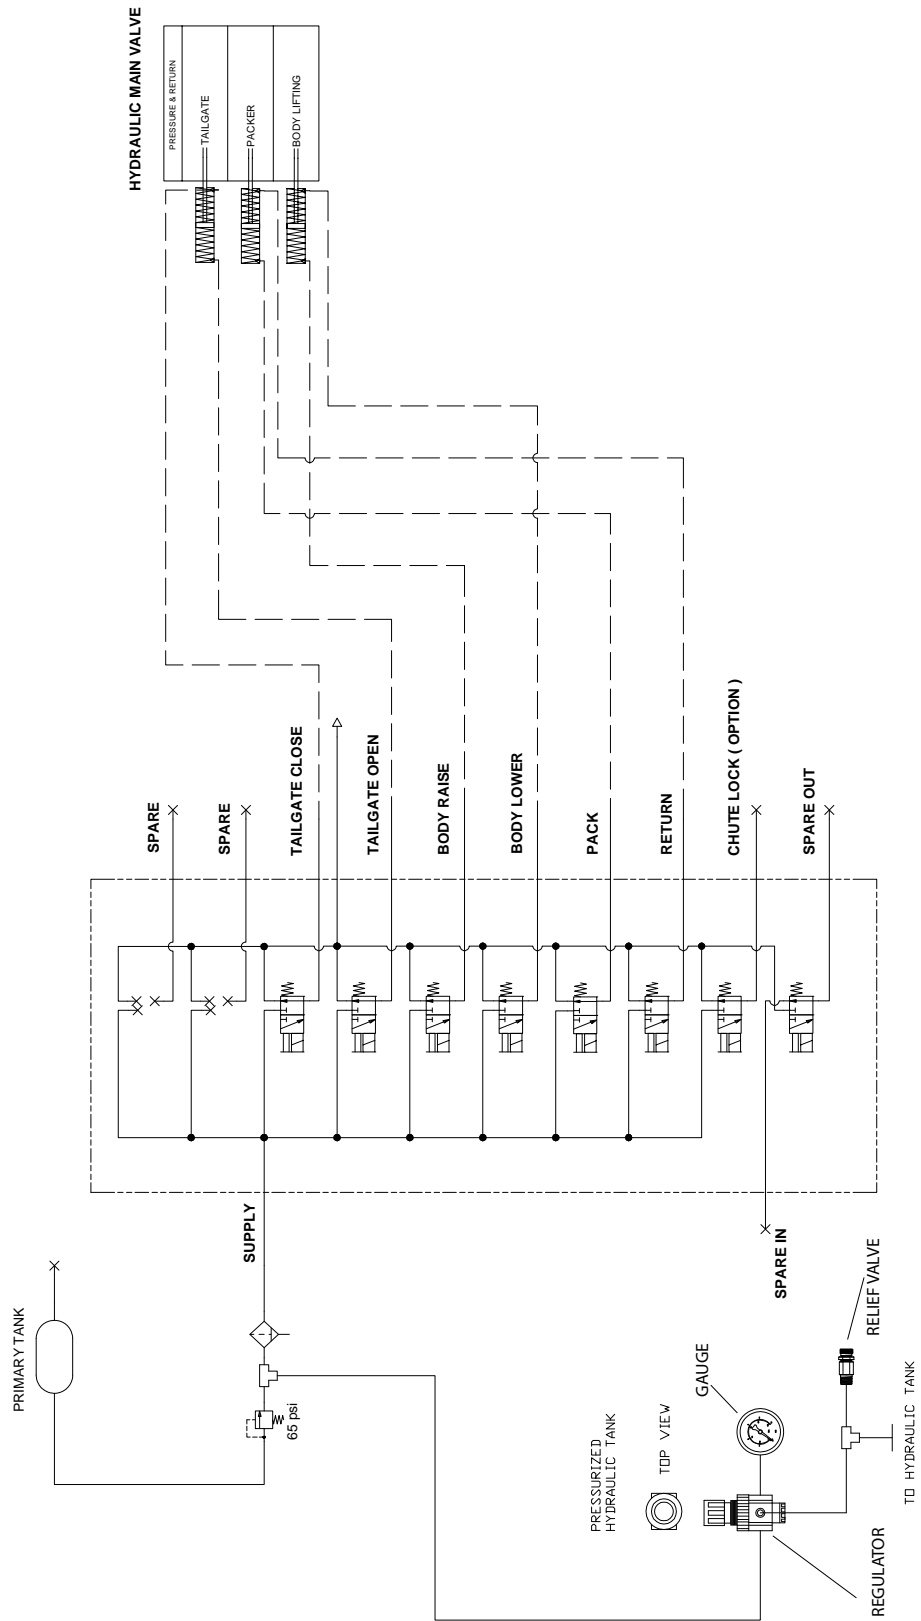 HYDRAULIC MAIN VALVE
PRESSURE & RETURN
TAILGATE
PACKER
BODY LIFTING
SPARE
SPARE
TAILGATE CLOSE
TAILGATE OPEN
BODY RAISE
BODY LOWER
PACK
RETURN
CHUTE LOCK ( OPTION )
SPARE OUT
SUPPLY
SPARE IN
PRIMARY TANK
65 psi
PRESSURIZED
HYDRAULIC TANK
TOP VIEW
GAUGE
RELIEF VALVE
REGULATOR
TO HYDRAULIC TANK